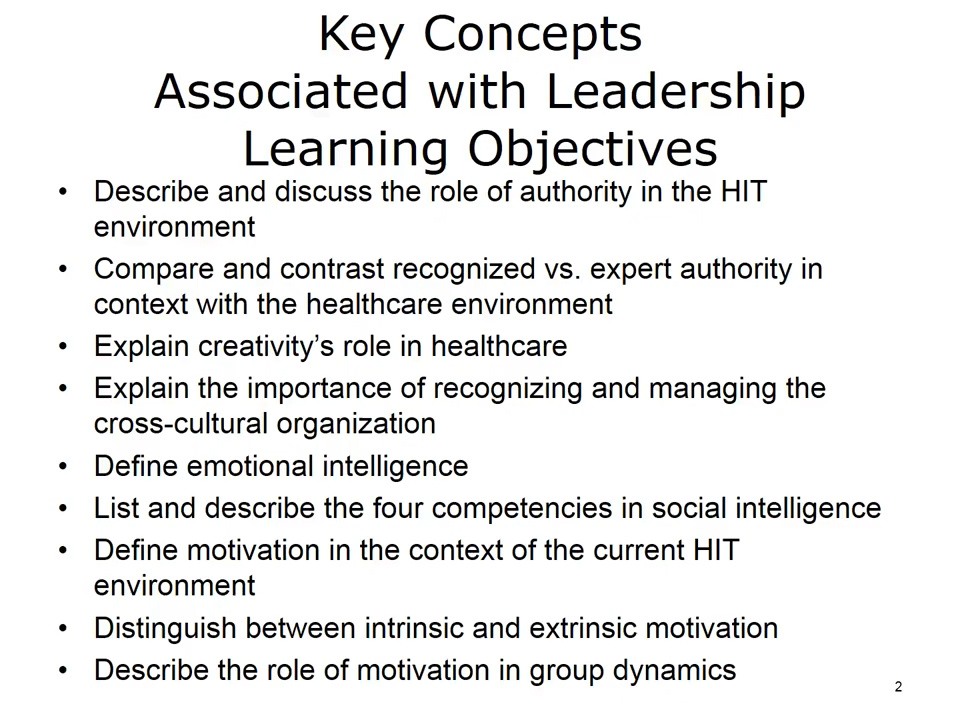 Key Concepts
Associated with Leadership
Learning Objectives
• Describe and discuss the role of authority in the HIT
environment
• Compare and contrast recognized vs. expert authority in
context with the healthcare environment
• Explain creativity’s role in healthcare
• Explain the importance of recognizing and managing the
cross-cultural organization
• Define emotional intelligence
• List and describe the four competencies in social intelligence
• Define motivation in the context of the current HIT
environment
• Distinguish between intrinsic and extrinsic motivation
• Describe the role of motivation in group dynamics
2